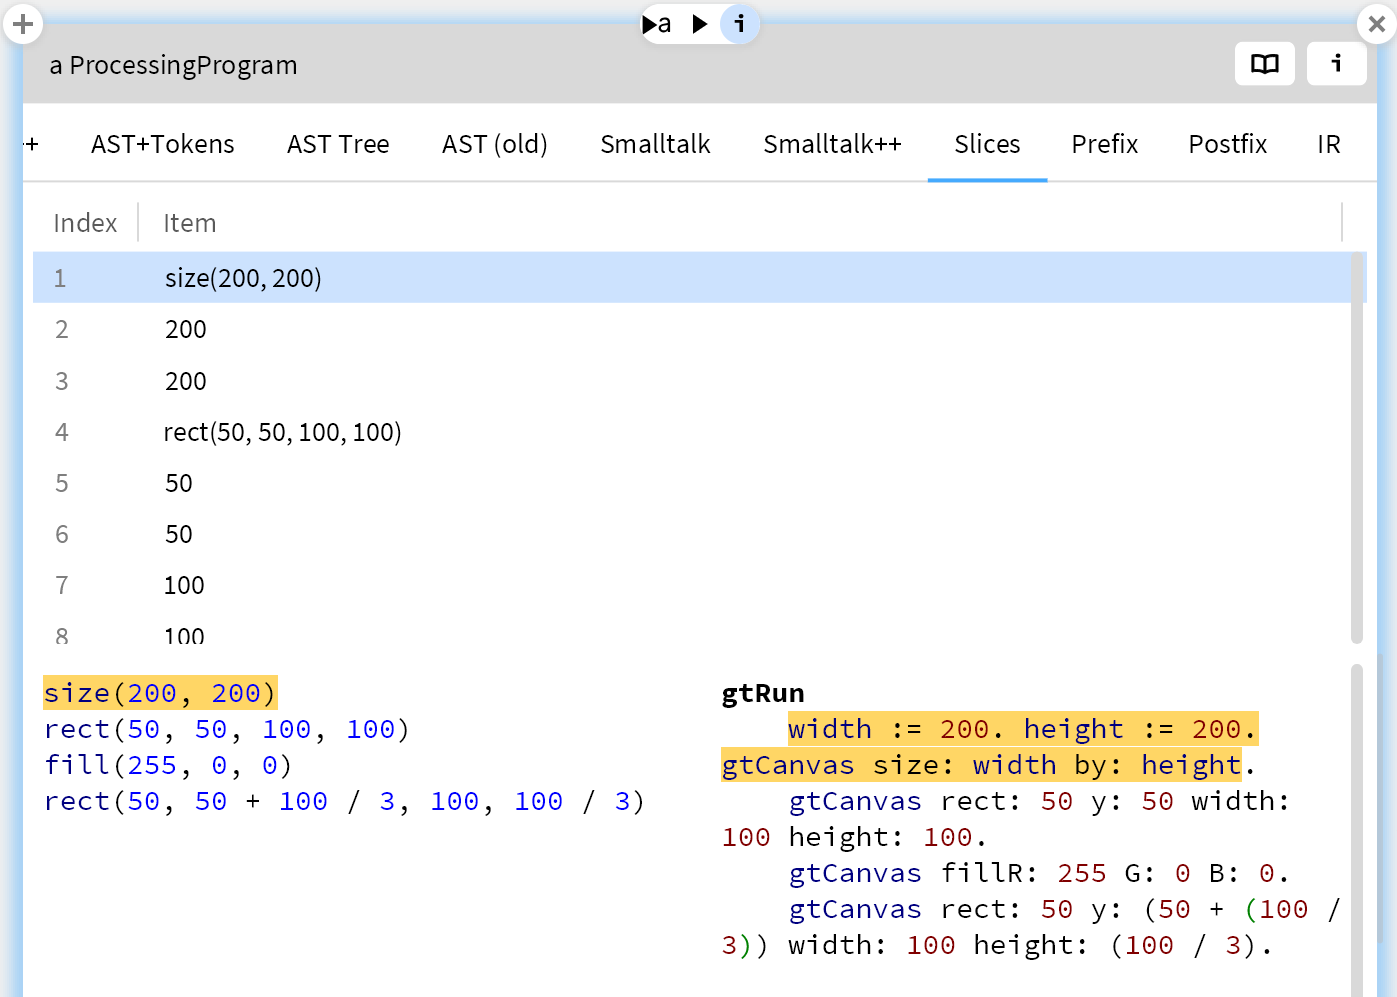 ▶a ▶ i
a ProcessingProgram
i
+ AST+Tokens AST Tree AST (old) Smalltalk Smalltalk++ Slices Prefix Postfix IR
Index Item
1 size(200, 200)
2 200
3 200
4 rect(50, 50, 100, 100)
5 50
6 50
7 100
8 100
size(200, 200)
rect(50, 50, 100, 100)
fill(255, 0, 0)
rect(50, 50 + 100 / 3, 100, 100 / 3)
gtRun
width := 200. height := 200.
gtCanvas size: width by: height.
gtCanvas rect: 50 y: 50 width:
100 height: 100.
gtCanvas fillR: 255 G: 0 B: 0.
gtCanvas rect: 50 y: (50 + (100 /
3)) width: 100 height: (100 / 3).